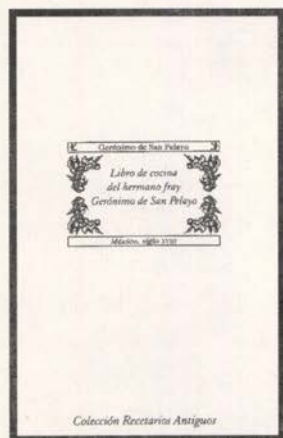 Gerónimo de San Pelayo
Libro de cocina
del hermano fray
Gerónimo de San Pelayo
México, siglo XVIII
Colección Recetarios Antiguos